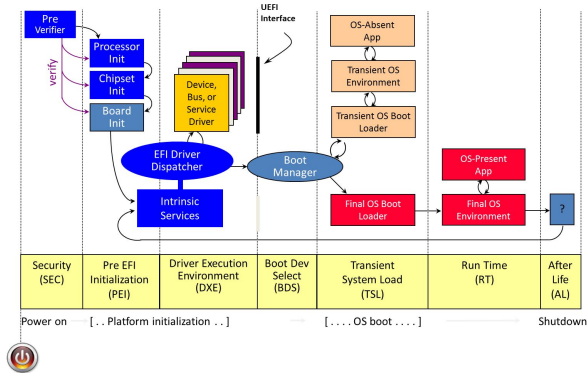 UEFI
Interface
Pre
Verifier
verify
Processor
Init
Chipset
Init
Board
Init
Device,
Bus, or
Service
Driver
OS-Absent
App
Transient OS
Environment
Transient OS Boot
Loader
EFI Driver
Dispatcher
Boot
Manager
OS-Present
App
Intrinsic
Services
Final OS Boot
Loader
Final OS
Environment
?
Security
(SEC)
Pre EFI
Initialization
(PEI)
Driver Execution
Environment
(DXE)
Boot Dev
Select
(BDS)
Transient
System Load
(TSL)
Run Time
(RT)
After
Life
(AL)
Power on
[ . . Platform initialization . . ]
[ . . . . OS boot . . . . ]
Shutdown